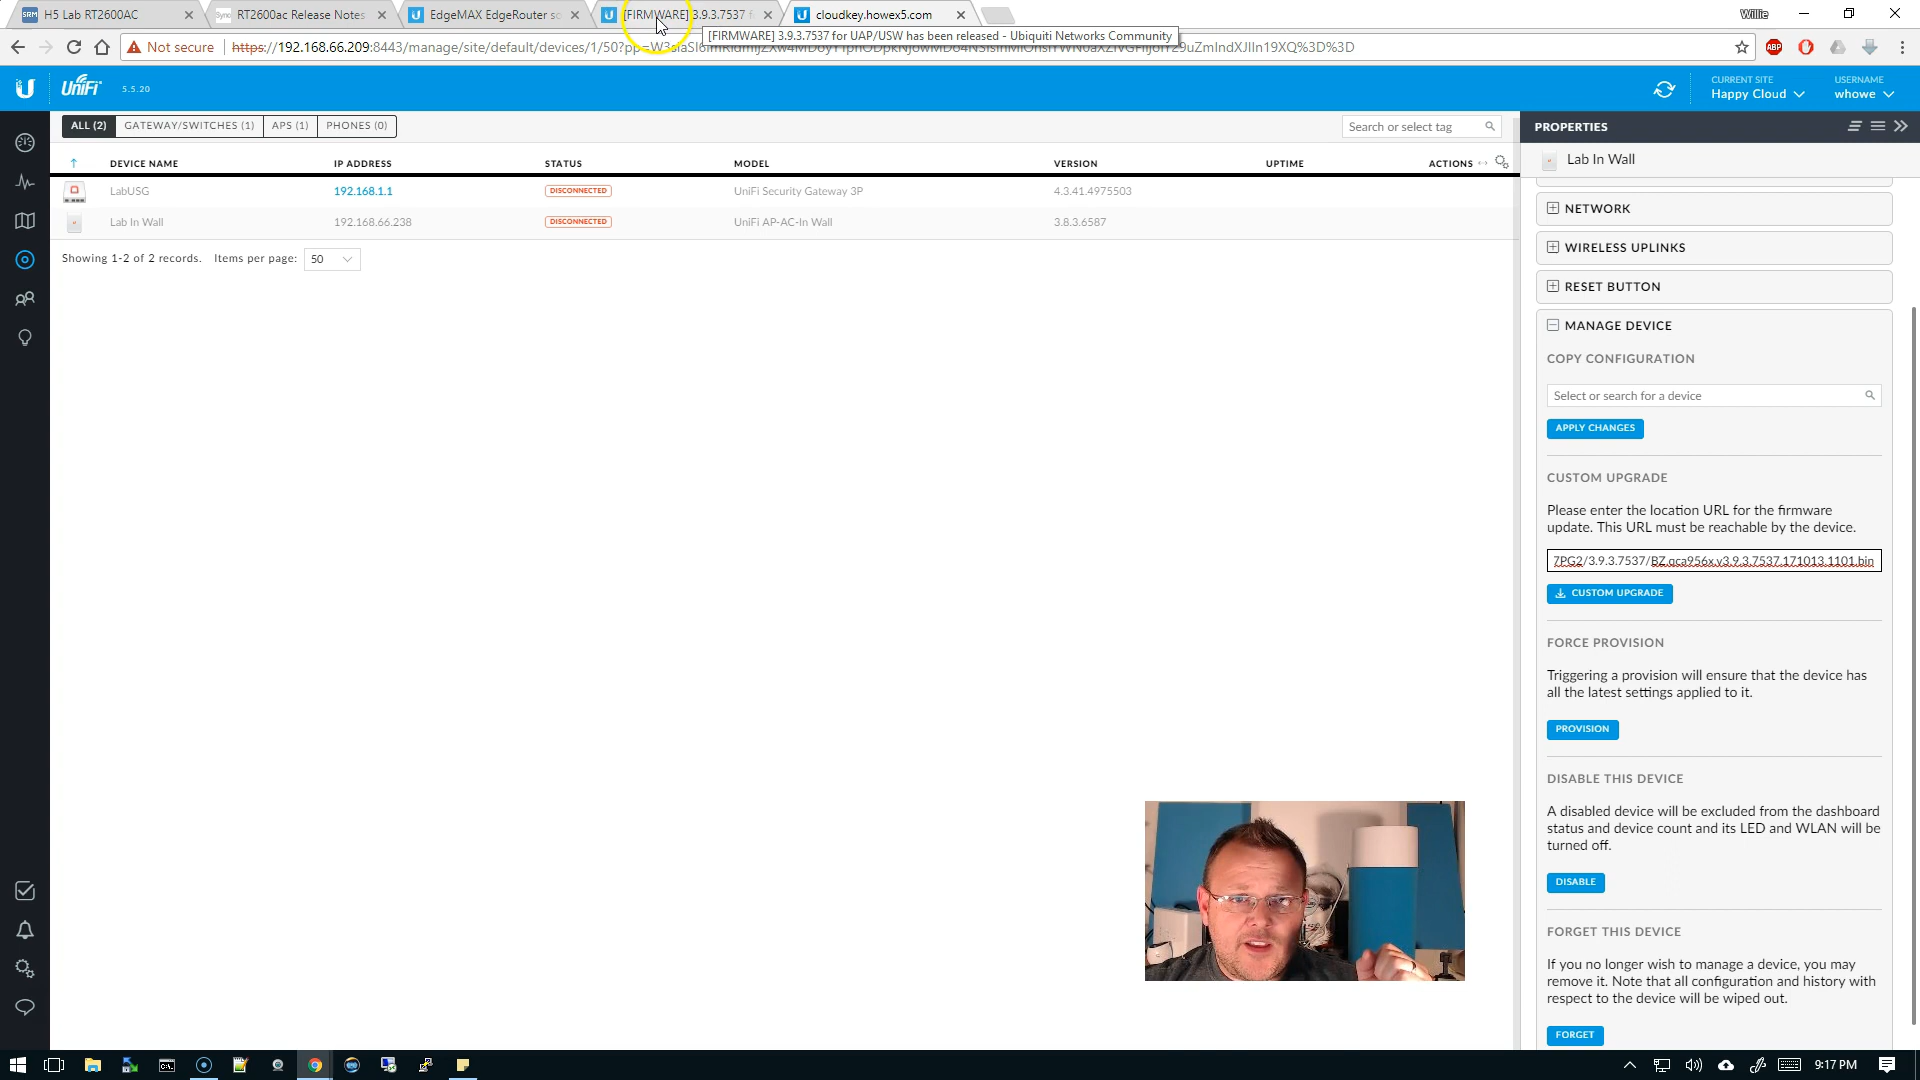 SRM H5 Lab RT2600AC
RT2600ac Release Notes
EdgeMAX EdgeRouter so
[FIRMWARE] 3.9.3.7537 f
cloudkey.howex5.com
Willie
Not secure
https://192.168.66.209:8443/manage/site/default/devices/1/50?pp=
[FIRMWARE] 3.9.3.7537 for UAP/USW has been released - Ubiquiti Networks Community
ABP
UniFi 5.5.20
CURRENT SITE
Happy Cloud
USERNAME
whowe
ALL (2) GATEWAY/SWITCHES (1) APS (1) PHONES (0)
Search or select tag
DEVICE NAME IP ADDRESS STATUS MODEL VERSION UPTIME ACTIONS
LabUSG 192.168.1.1 DISCONNECTED UniFi Security Gateway 3P 4.3.41.4975503
Lab In Wall 192.168.66.238 DISCONNECTED UniFi AP-AC-In Wall 3.8.3.6587
Showing 1-2 of 2 records. Items per page: 50
PROPERTIES
Lab In Wall
NETWORK
WIRELESS UPLINKS
RESET BUTTON
MANAGE DEVICE
COPY CONFIGURATION
Select or search for a device
APPLY CHANGES
CUSTOM UPGRADE
Please enter the location URL for the firmware
update. This URL must be reachable by the device.
7PG2/3.9.3.7537/BZ.qca956x.v3.9.3.7537.171013.1101.bin
CUSTOM UPGRADE
FORCE PROVISION
Triggering a provision will ensure that the device has
all the latest settings applied to it.
PROVISION
DISABLE THIS DEVICE
A disabled device will be excluded from the dashboard
status and device count and its LED and WLAN will be
turned off.
DISABLE
FORGET THIS DEVICE
If you no longer wish to manage a device, you may
remove it. Note that all configuration and history with
respect to the device will be wiped out.
FORGET
9:17 PM